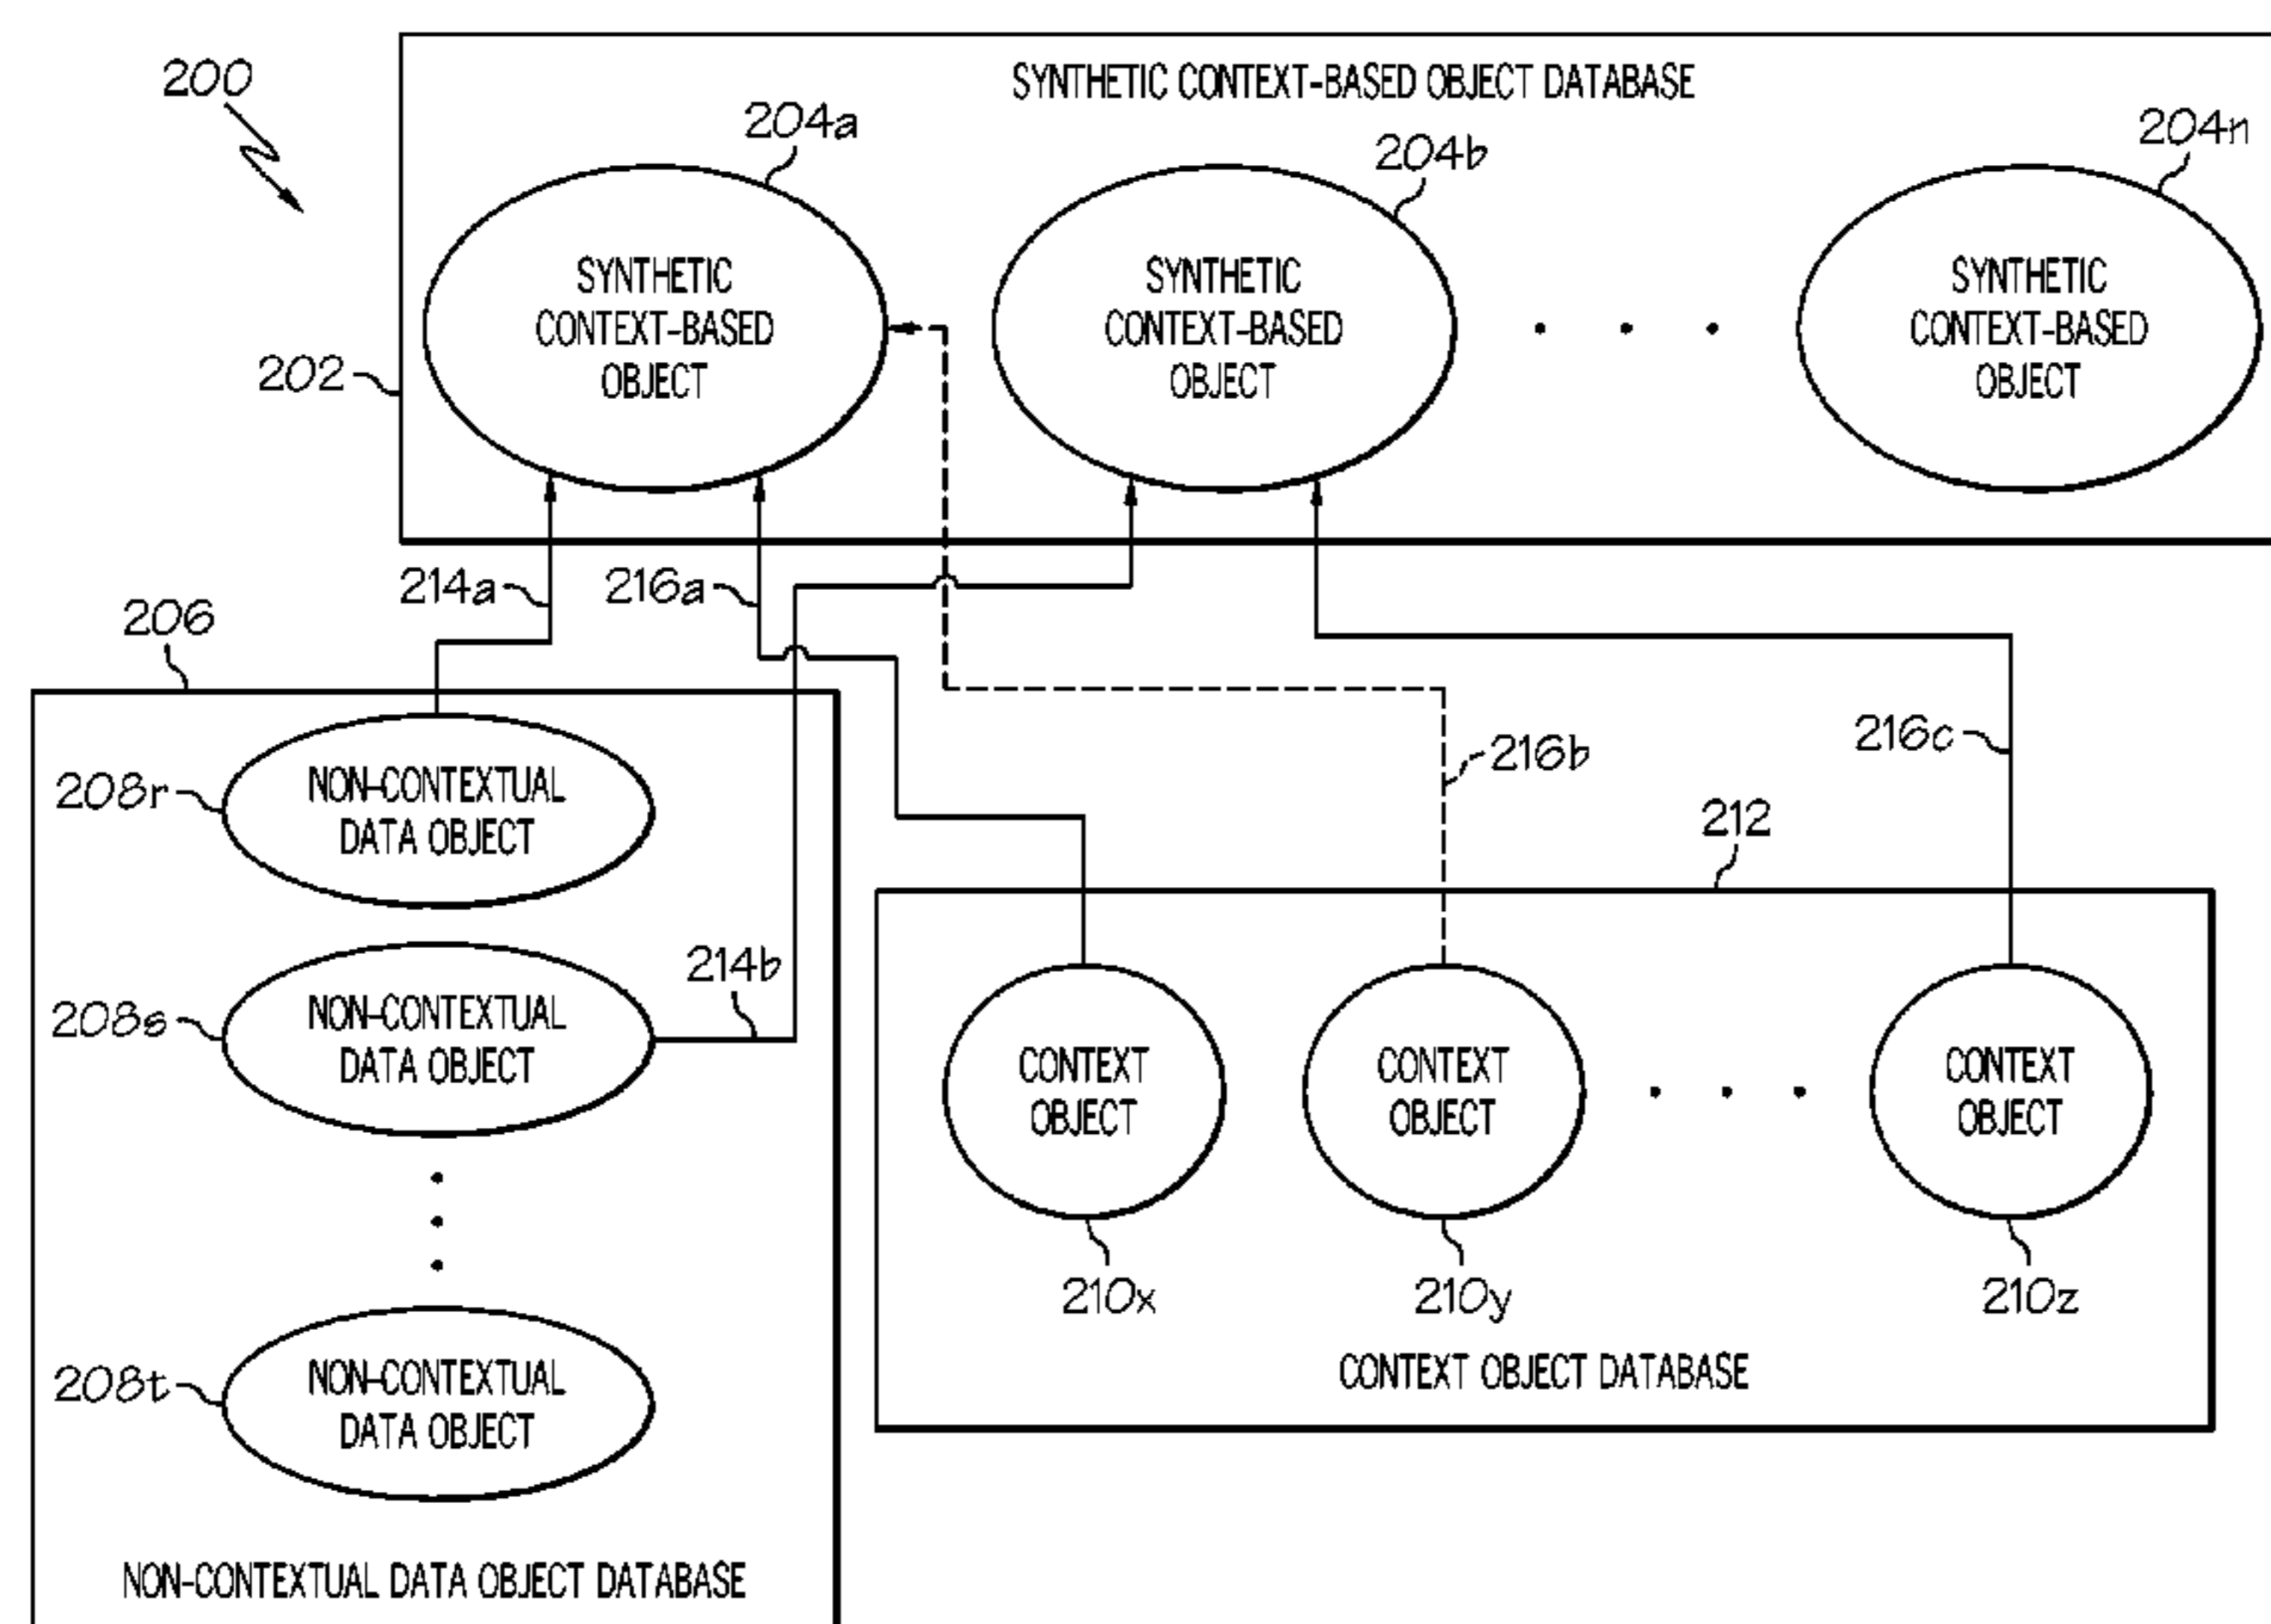 200
SYNTHETIC CONTEXT-BASED OBJECT DATABASE
204a
204b
204n
SYNTHETIC
CONTEXT-BASED
OBJECT
SYNTHETIC
CONTEXT-BASED
OBJECT
SYNTHETIC
CONTEXT-BASED
OBJECT
202
214a
216a
206
216b
216c
208r
NON-CONTEXTUAL
DATA OBJECT
212
214b
208s
NON-CONTEXTUAL
DATA OBJECT
CONTEXT
OBJECT
CONTEXT
OBJECT
CONTEXT
OBJECT
210x
210y
210z
208t
NON-CONTEXTUAL
DATA OBJECT
CONTEXT OBJECT DATABASE
NON-CONTEXTUAL DATA OBJECT DATABASE